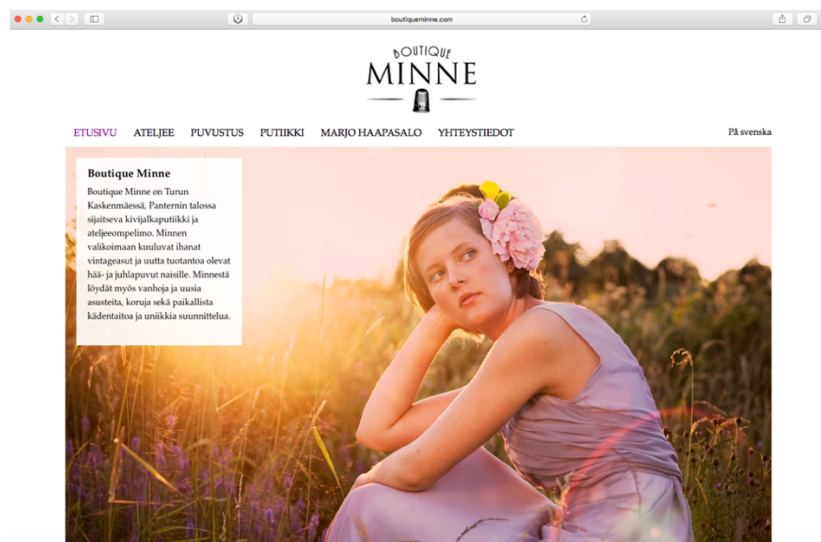 boutiqueminne.com
BOUTIQUE
MINNE
ETUSIVU ATELJEE PUVUSTUS PUTIIKKI MARJO HAAPASALO YHTEYSTIEDOT På svenska
Boutique Minne
Boutique Minne on Turun
Kaskenmäessä, Panternin talossa
sijaitseva kivijalkaputiikki ja
ateljeeompelimo. Minnen
valikoimaan kuuluvat ihanat
vintageasut ja uutta tuotantoa olevat
hää- ja juhlapuvut naisille. Minnestä
löydät myös vanhoja ja uusia
asusteita, koruja sekä paikallista
kädentaitoa ja uniikkia suunnittelua.